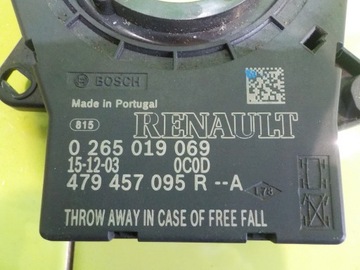 BOSCH
Made in Portugal
815
RENAULT
0 265 019 069
15-12-03 0C0D
479 457 095 R --A
THROW AWAY IN CASE OF FREE FALL